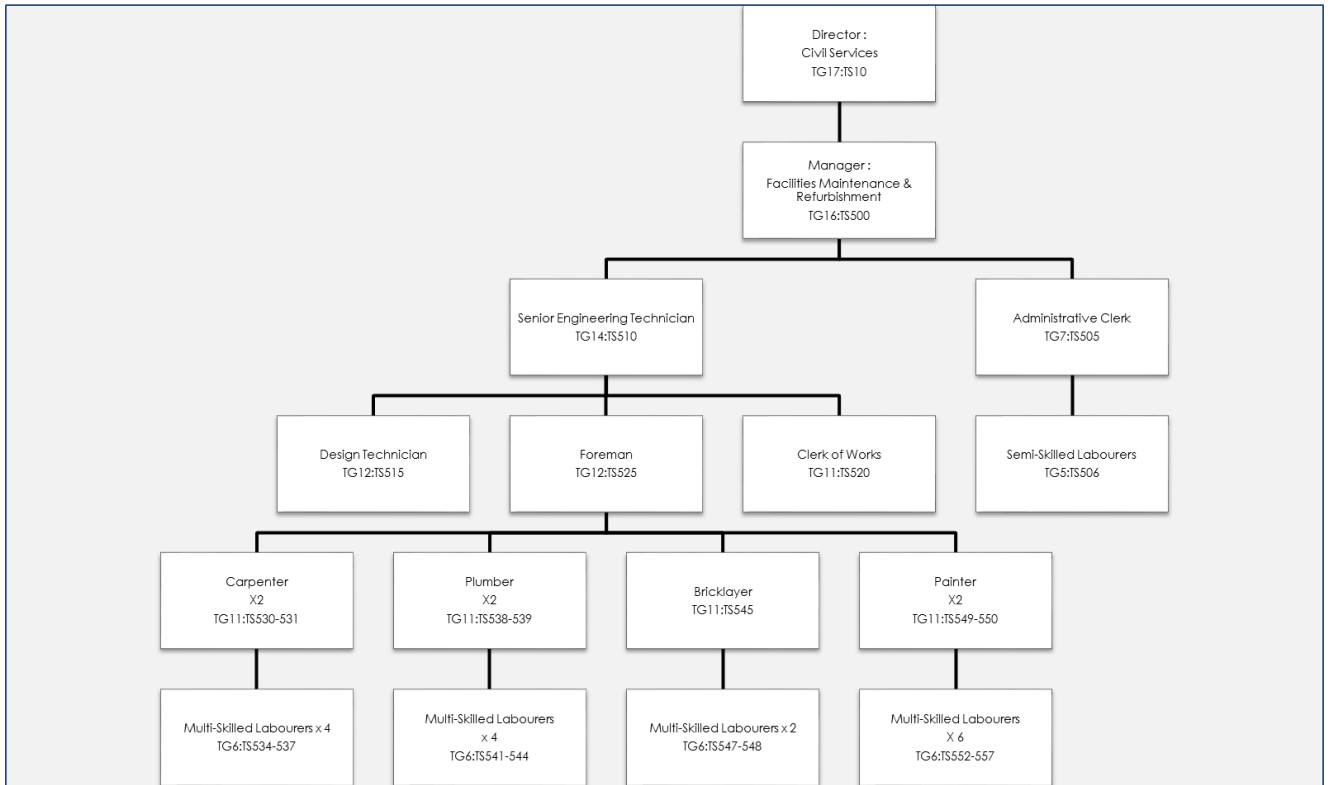 Director :
Civil Services
TG17:TS10
Manager :
Facilities Maintenance &
Refurbishment
TG16:TS500
Senior Engineering Technician
TG14:TS510
Administrative Clerk
TG7:TS505
Design Technician
TG12:TS515
Foreman
TG12:TS525
Clerk of Works
TG11:TS520
Semi-Skilled Labourers
TG5:TS506
Carpenter
X2
TG11:TS530-531
Plumber
X2
TG11:TS538-539
Bricklayer
TG11:TS545
Painter
X2
TG11:TS549-550
Multi-Skilled Labourers x 4
TG6:TS534-537
Multi-Skilled Labourers
x 4
TG6:TS541-544
Multi-Skilled Labourers x 2
TG6:TS547-548
Multi-Skilled Labourers
X 6
TG6:TS552-557